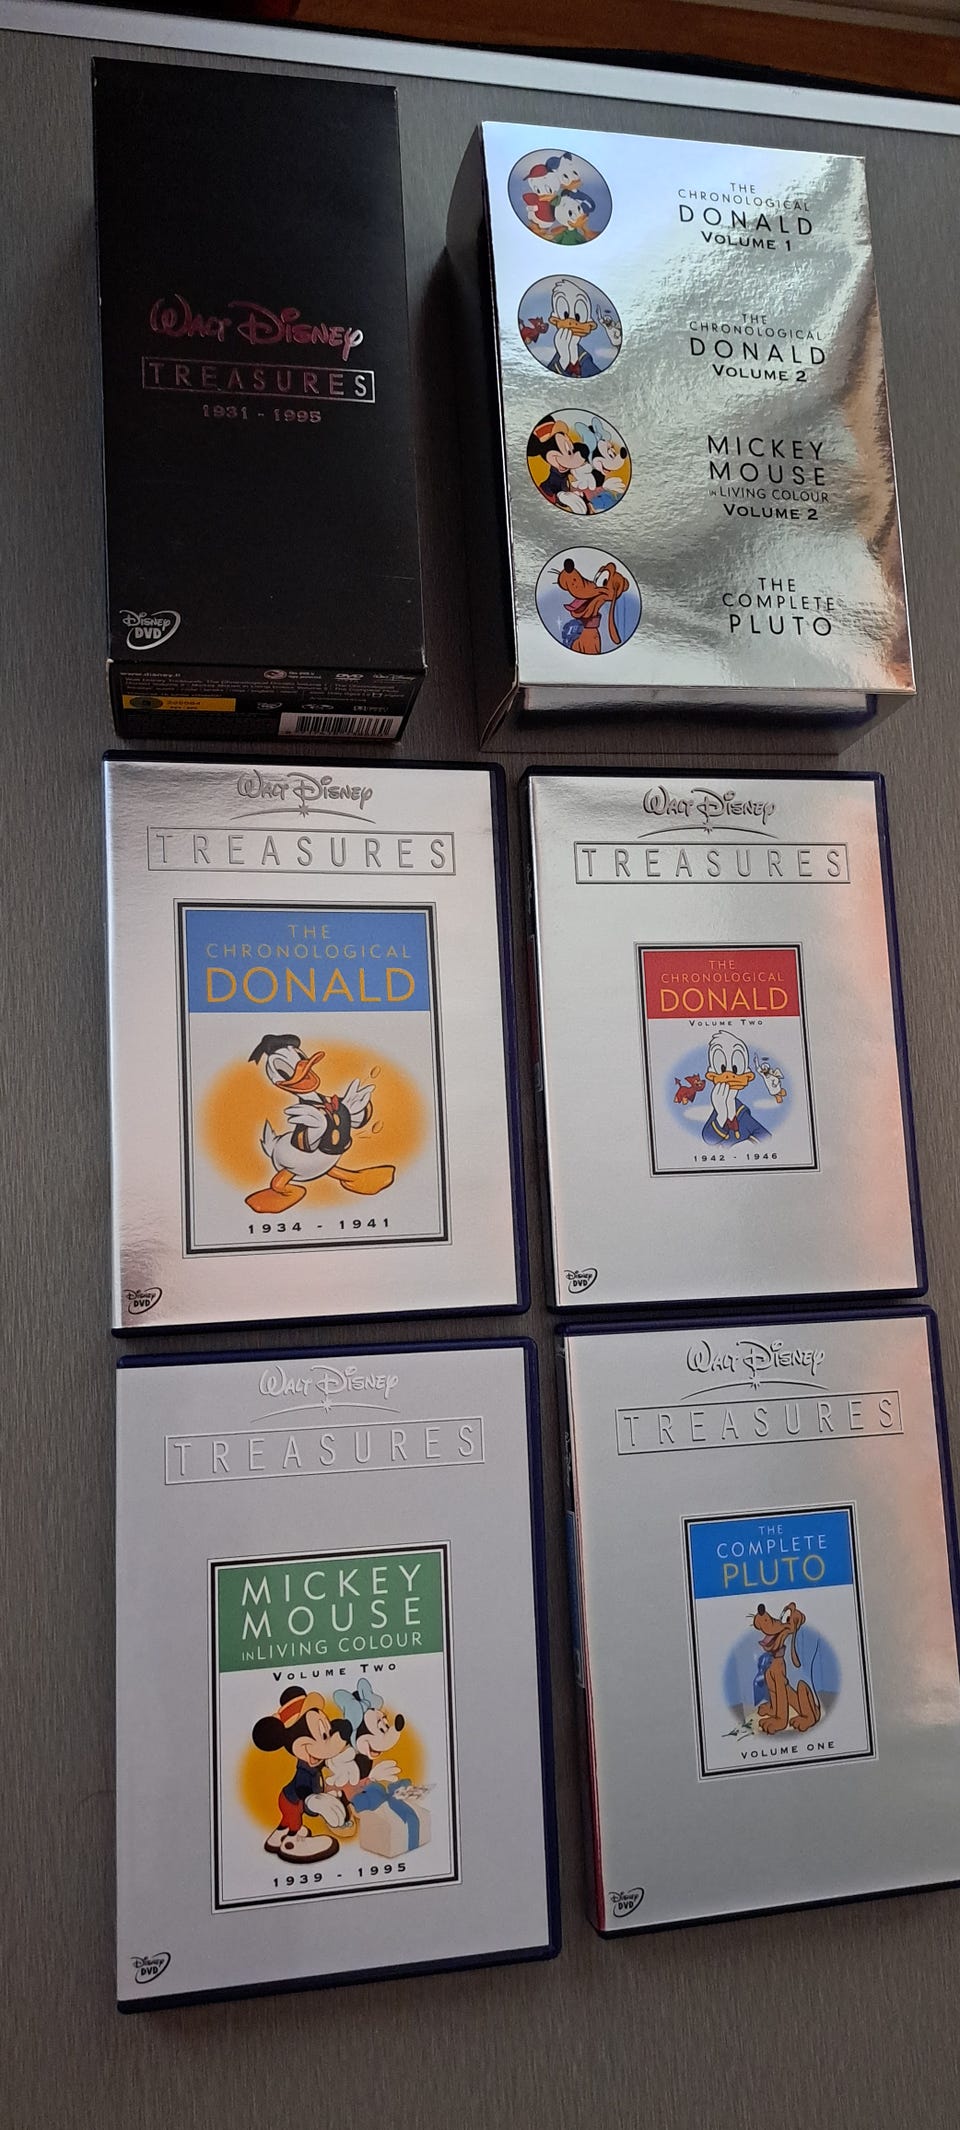 WALT DISNEY
TREASURES
1931 - 1995
DISNEY
DVD
www.disney.it
THE
CHRONOLOGICAL
DONALD
VOLUME 1
THE
CHRONOLOGICAL
DONALD
VOLUME 2
MICKEY
MOUSE
IN LIVING COLOUR
VOLUME 2
THE
COMPLETE
PLUTO
WALT DISNEY
TREASURES
THE
CHRONOLOGICAL
DONALD
1934 - 1941
DISNEY
DVD
WALT DISNEY
TREASURES
THE
CHRONOLOGICAL
DONALD
VOLUME TWO
1942 - 1946
DISNEY
DVD
WALT DISNEY
TREASURES
MICKEY
MOUSE
IN LIVING COLOUR
VOLUME TWO
1939 - 1995
DISNEY
DVD
WALT DISNEY
TREASURES
THE
COMPLETE
PLUTO
VOLUME ONE
DISNEY
DVD